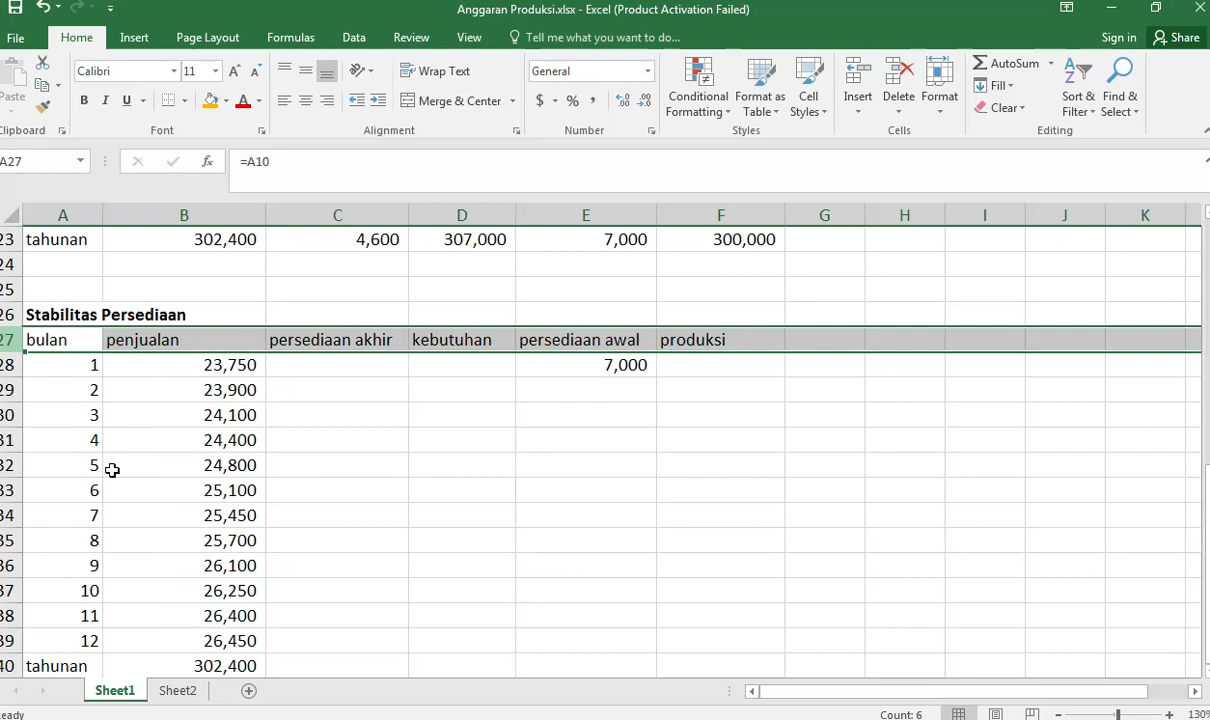 Anggaran Produksi.xlsx - Excel (Product Activation Failed)
File Home Insert Page Layout Formulas Data Review View Tell me what you want to do... Sign in Share
Paste Calibri 11 Wrap Text General Conditional Formatting Format as Table Cell Styles Insert Delete Format AutoSum Fill Clear Sort & Filter Find & Select
B I U Merge & Center $ %
Clipboard Font Alignment Number Styles Cells Editing
A27 fx =A10
A B C D E F G H I J K
23 tahunan 302,400 4,600 307,000 7,000 300,000
24
25
26 Stabilitas Persediaan
27 bulan penjualan persediaan akhir kebutuhan persediaan awal produksi
28 1 23,750 7,000
29 2 23,900
30 3 24,100
31 4 24,400
32 5 24,800
33 6 25,100
34 7 25,450
35 8 25,700
36 9 26,100
37 10 26,250
38 11 26,400
39 12 26,450
40 tahunan 302,400
Sheet1 Sheet2
Ready Count: 6 130%